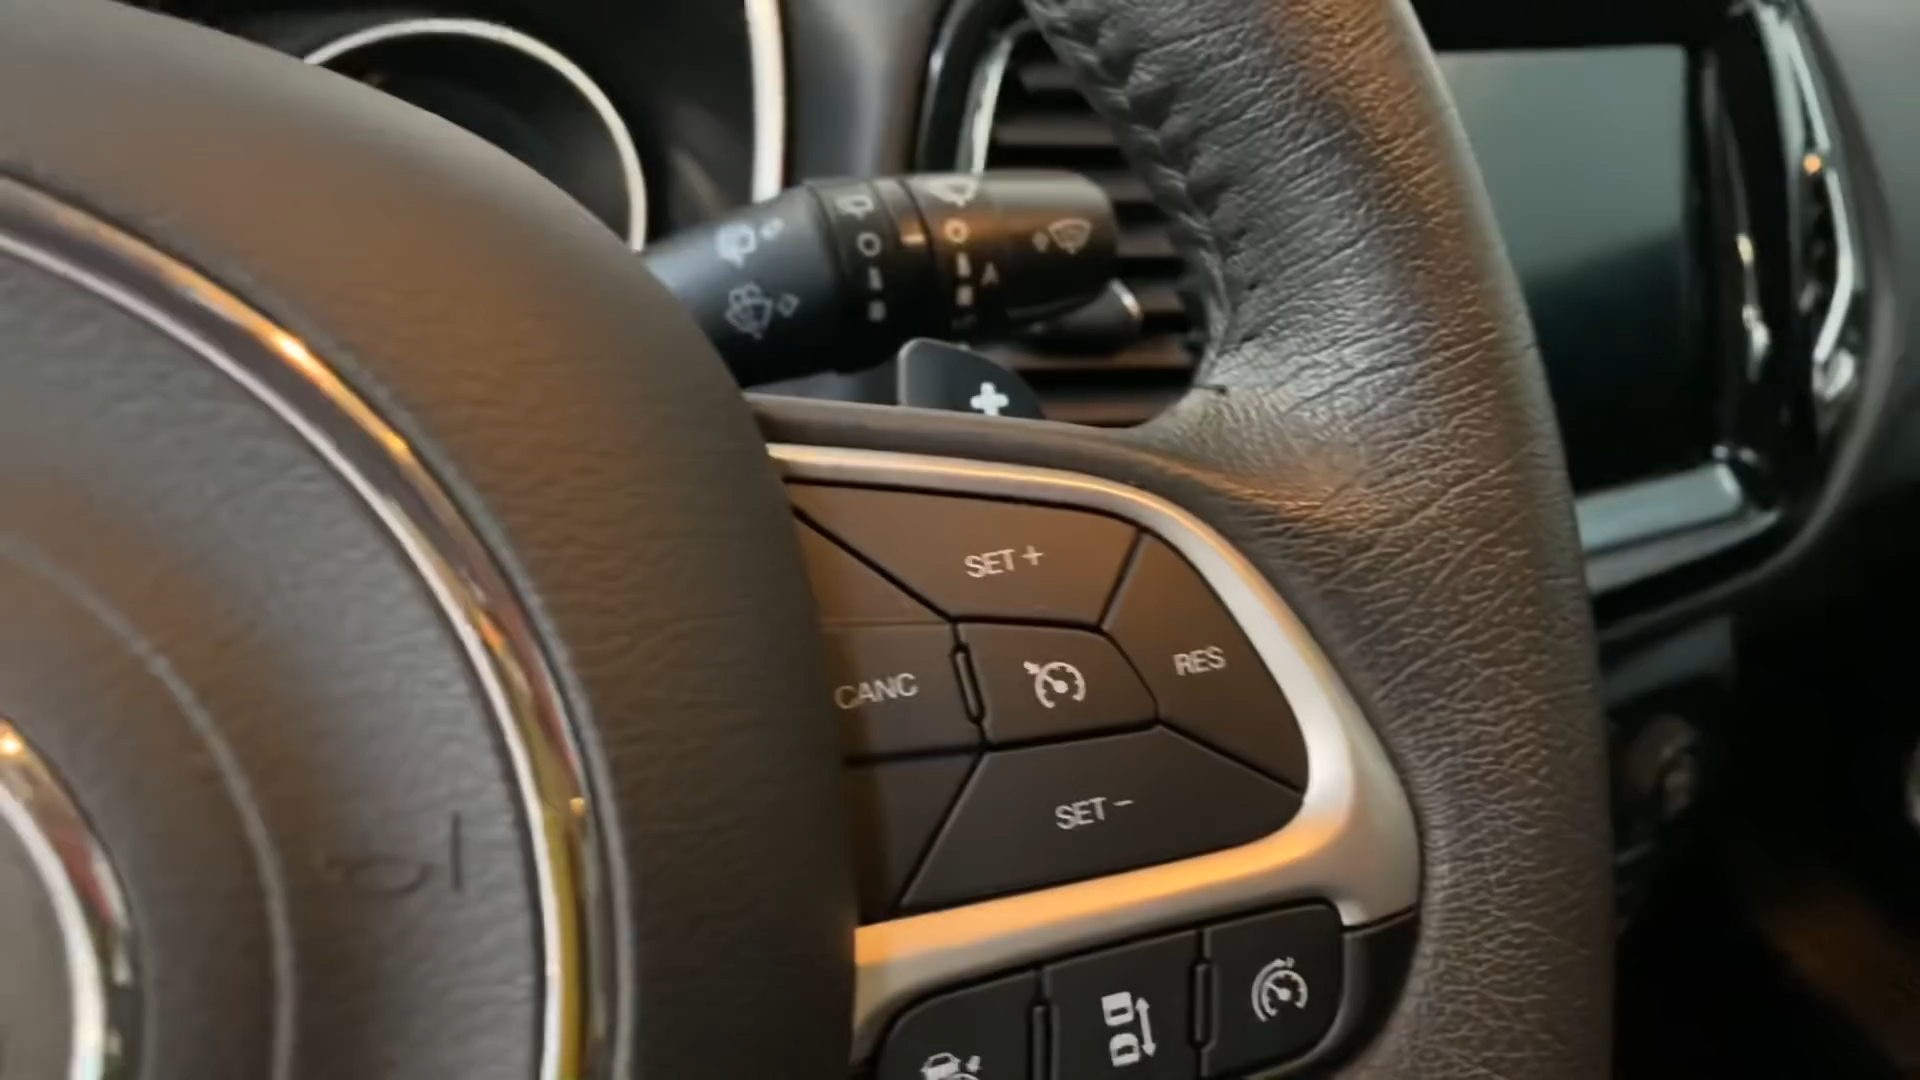 A
SET +
CANC
RES
SET −